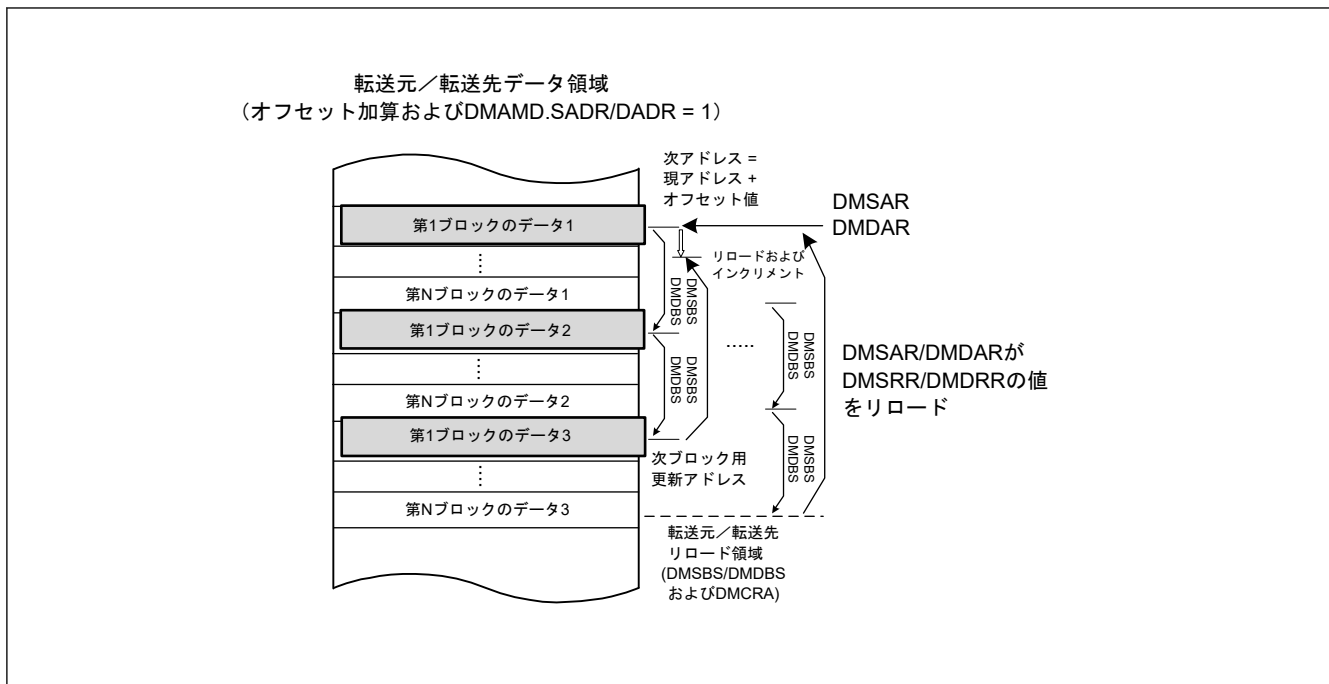 転送元／転送先データ領域
（オフセット加算およびDMAMD.SADR/DADR = 1）
次アドレス =
現アドレス +
オフセット値
DMSAR
DMDAR
第1ブロックのデータ1
リロードおよび
インクリメント
第Nブロックのデータ1
第1ブロックのデータ2
第Nブロックのデータ2
第1ブロックのデータ3
第Nブロックのデータ3
DMSBS
DMDBS
DMSBS
DMDBS
.....
DMSBS
DMDBS
DMSBS
DMDBS
DMSAR/DMDARが
DMSRR/DMDRRの値
をリロード
次ブロック用
更新アドレス
転送元／転送先
リロード領域
(DMSBS/DMDBS
およびDMCRA)